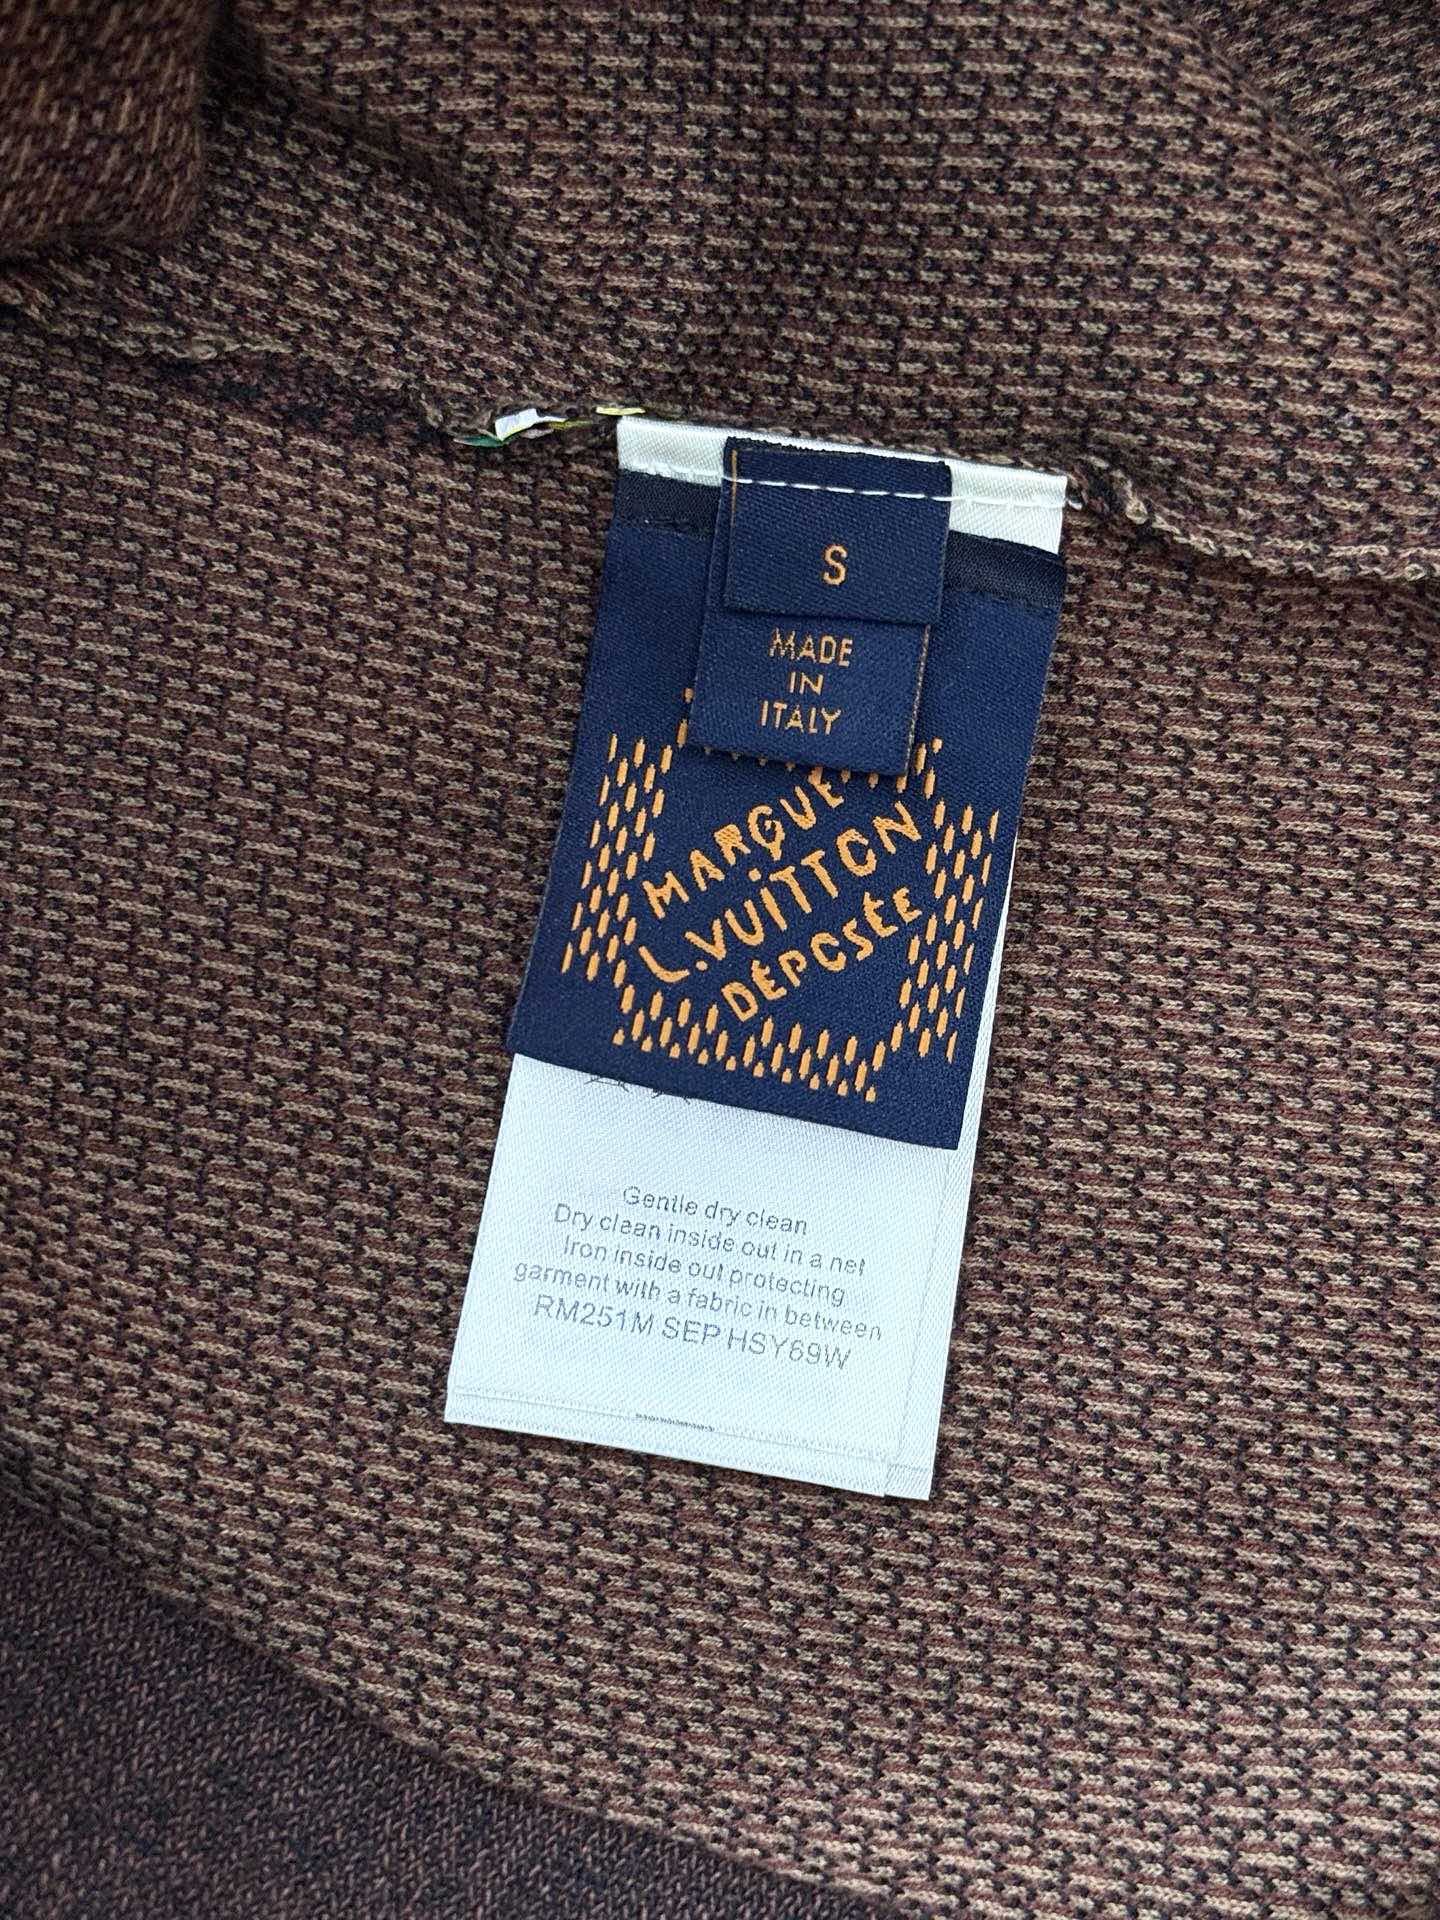 S
MADE
IN
ITALY
MARQUE
L.VUITTON
DÉPOSÉE
Gentle dry clean
Dry clean inside out in a net
Iron inside out protecting
garment with a fabric in between
RM251M SEP HSY69W